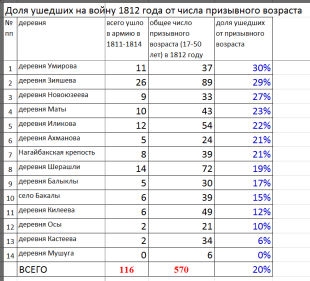 Доля ушедших на войну 1812 года от числа призывного возраста
№ пп деревня всего ушло в армию в 1811-1814 общее число призывного возраста (17-50 лет) в 1812 году доля ушедших от призывного возраста
1 деревня Умирова 11 37 30%
2 деревня Зияшева 26 89 29%
3 деревня Новоюзеева 9 33 27%
4 деревня Маты 10 43 23%
5 деревня Иликова 12 54 22%
6 деревня Ахманова 5 24 21%
7 Нагайбакская крепость 8 39 21%
8 деревня Шерашли 14 72 19%
9 деревня Балыклы 5 30 17%
10 село Бакалы 6 39 15%
11 деревня Килеева 6 49 12%
12 деревня Осы 2 21 10%
13 деревня Кастеева 2 34 6%
14 деревня Мушуга 0 6 0%
ВСЕГО 116 570 20%